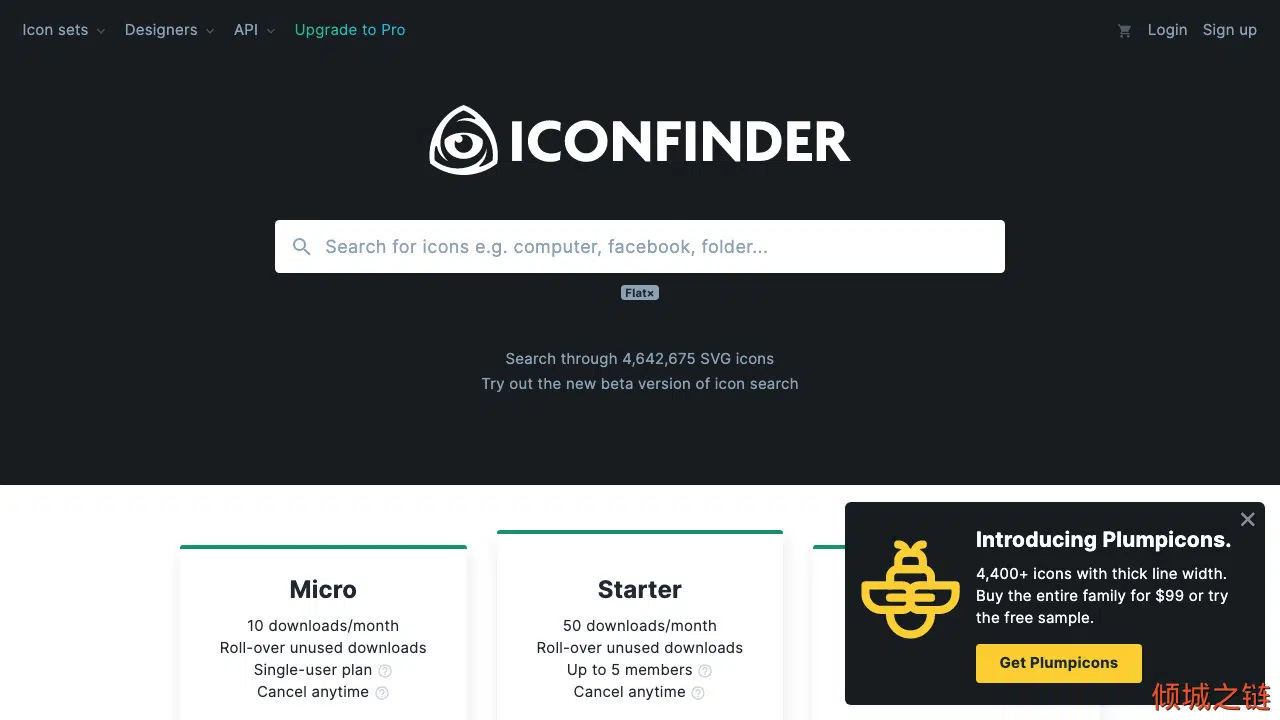 Icon sets Designers API Upgrade to Pro Login Sign up
ICONFINDER
Search for icons e.g. computer, facebook, folder...
Flat×
Search through 4,642,675 SVG icons
Try out the new beta version of icon search
Micro
10 downloads/month
Roll-over unused downloads
Single-user plan
Cancel anytime
Starter
50 downloads/month
Roll-over unused downloads
Up to 5 members
Cancel anytime
Introducing Plumpicons.
4,400+ icons with thick line width.
Buy the entire family for $99 or try
the free sample.
Get Plumpicons
倾城之链